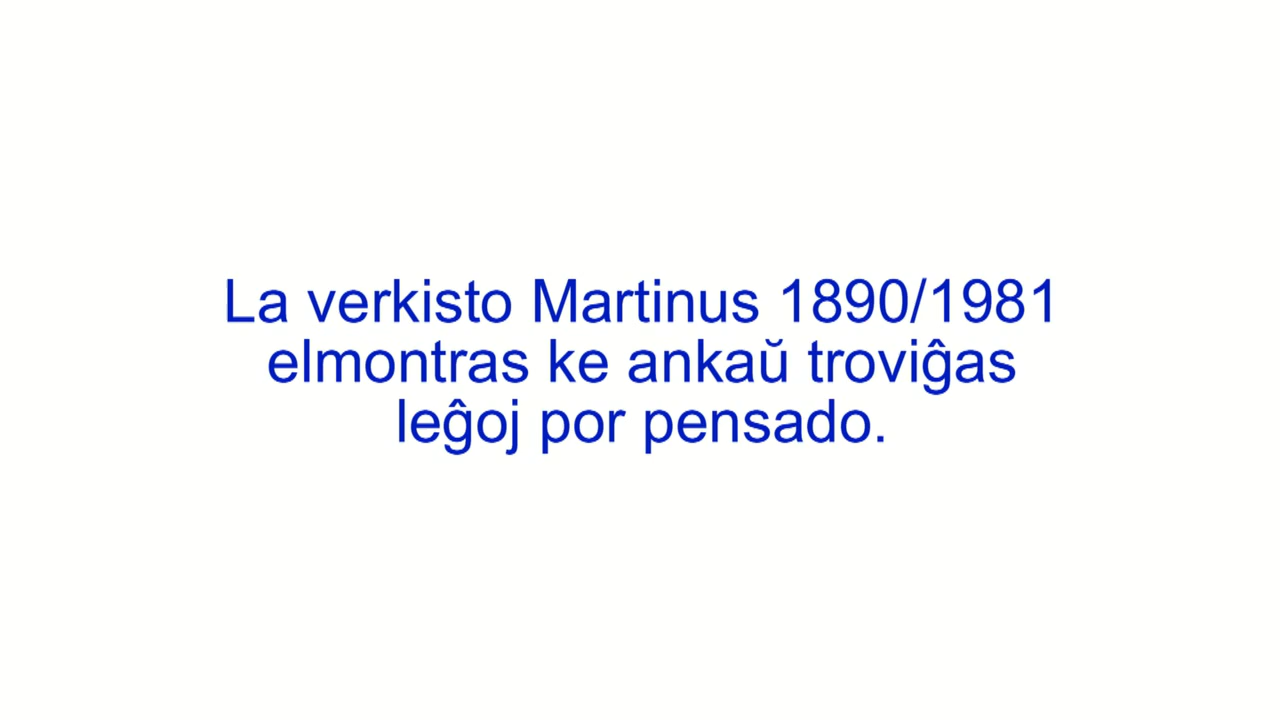 La verkisto Martinus 1890/1981
elmontras ke ankaŭ troviĝas
leĝoj por pensado.